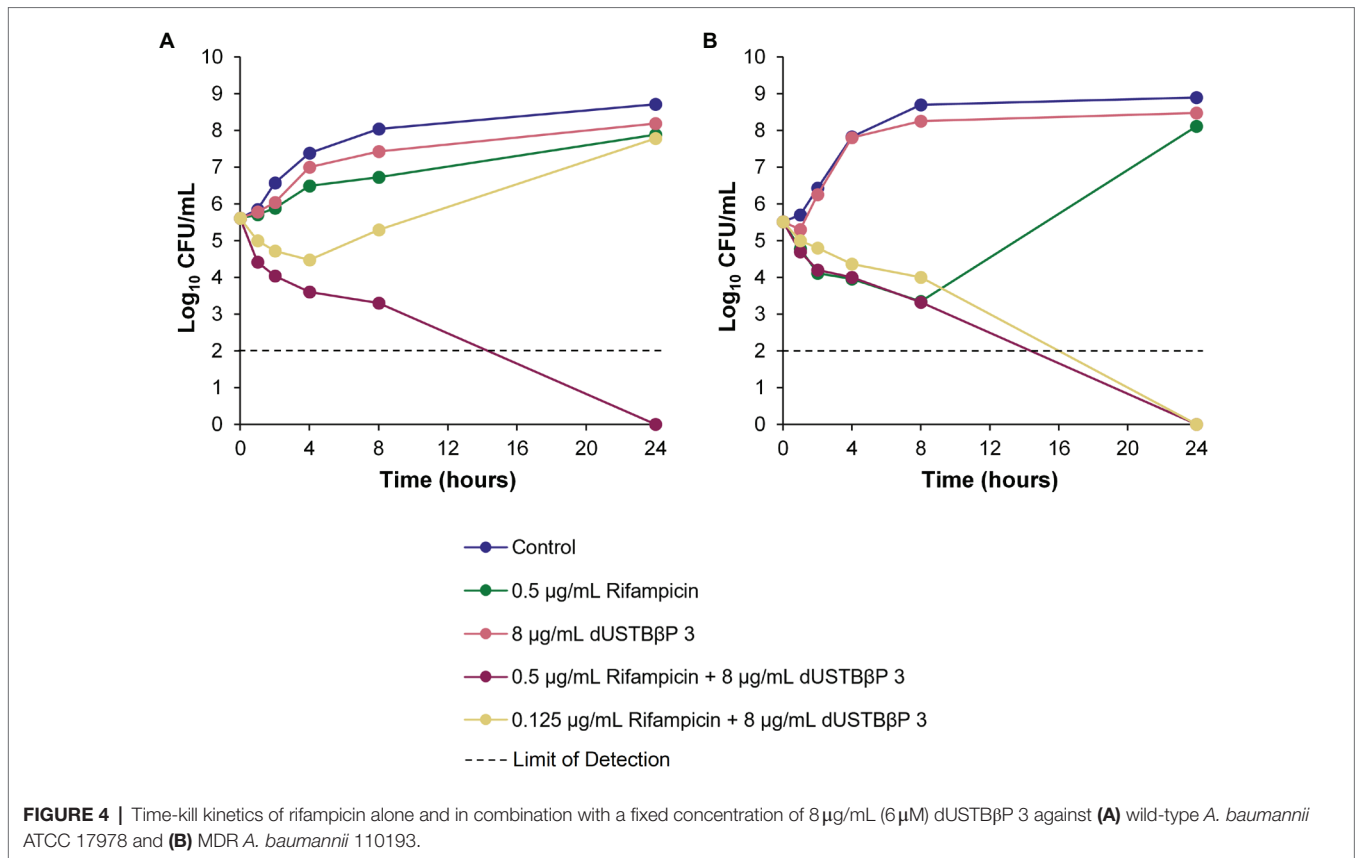 A
B
10
9
8
7
6
5
4
3
2
1
0
Log10 CFU/mL
0 4 8 12 16 20 24
Time (hours)
10
9
8
7
6
5
4
3
2
1
0
Log10 CFU/mL
0 4 8 12 16 20 24
Time (hours)
Control
0.5 µg/mL Rifampicin
8 µg/mL dUSTBβP 3
0.5 µg/mL Rifampicin + 8 µg/mL dUSTBβP 3
0.125 µg/mL Rifampicin + 8 µg/mL dUSTBβP 3
Limit of Detection
FIGURE 4 | Time-kill kinetics of rifampicin alone and in combination with a fixed concentration of 8 µg/mL (6 µM) dUSTBβP 3 against (A) wild-type A. baumannii
ATCC 17978 and (B) MDR A. baumannii 110193.